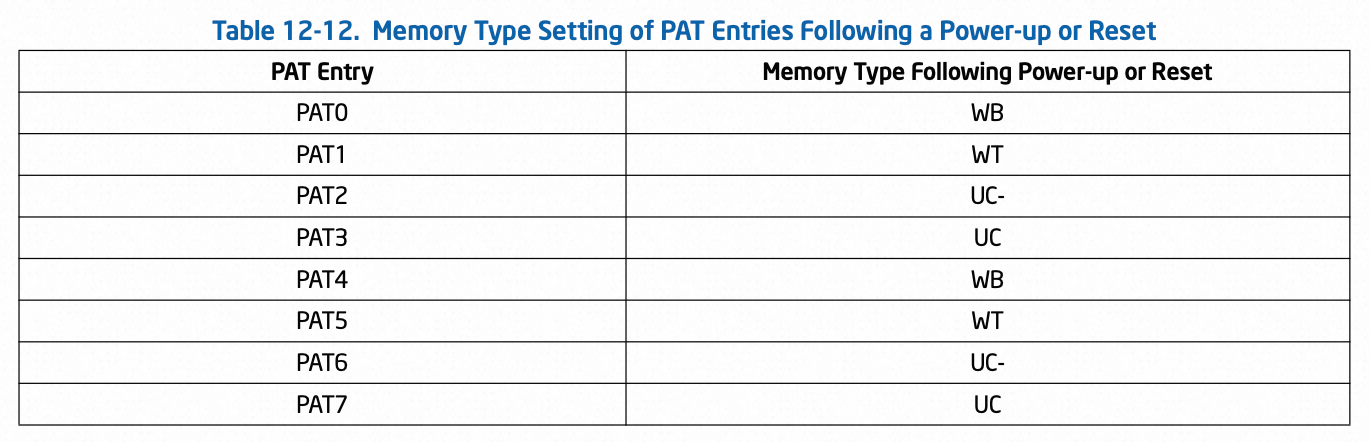 Table 12-12. Memory Type Setting of PAT Entries Following a Power-up or Reset
PAT Entry Memory Type Following Power-up or Reset
PAT0 WB
PAT1 WT
PAT2 UC-
PAT3 UC
PAT4 WB
PAT5 WT
PAT6 UC-
PAT7 UC